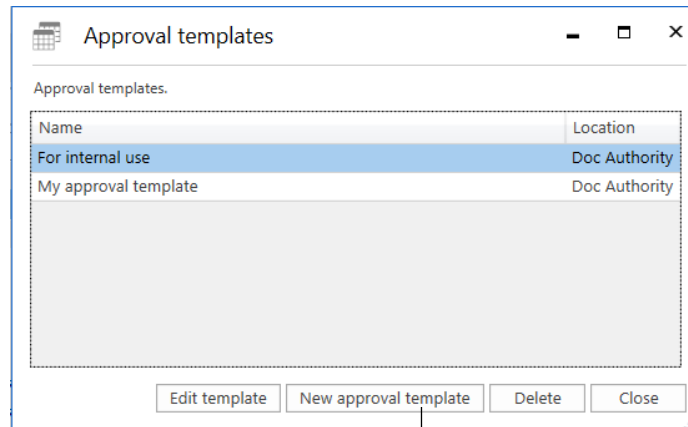 Approval templates
Approval templates.
Name Location
For internal use Doc Authority
My approval template Doc Authority
Edit template New approval template Delete Close